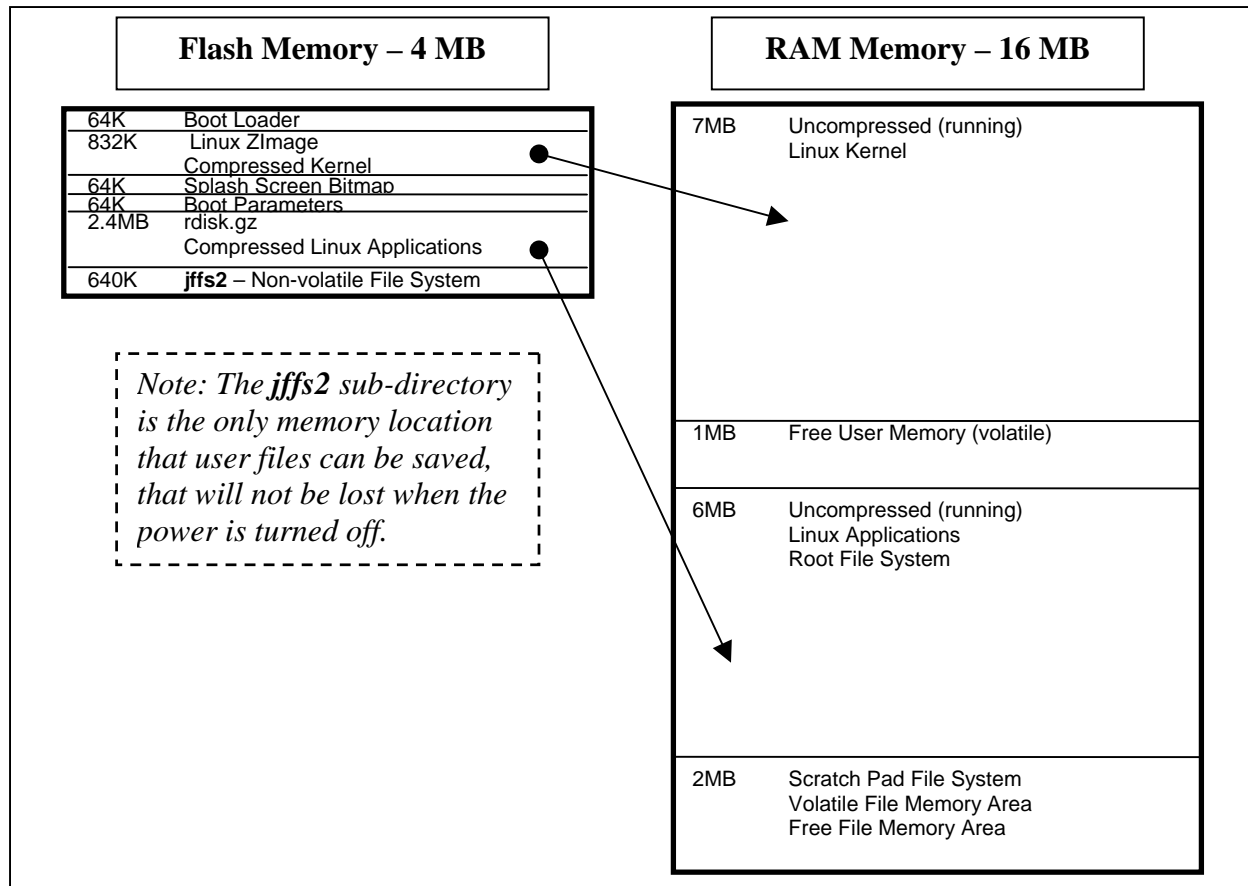 Flash Memory – 4 MB
64K Boot Loader
832K Linux ZImage
Compressed Kernel
64K Splash Screen Bitmap
64K Boot Parameters
2.4MB rdisk.gz
Compressed Linux Applications
640K jffs2 – Non-volatile File System
Note: The jffs2 sub-directory
is the only memory location
that user files can be saved,
that will not be lost when the
power is turned off.
RAM Memory – 16 MB
7MB Uncompressed (running)
Linux Kernel
1MB Free User Memory (volatile)
6MB Uncompressed (running)
Linux Applications
Root File System
2MB Scratch Pad File System
Volatile File Memory Area
Free File Memory Area